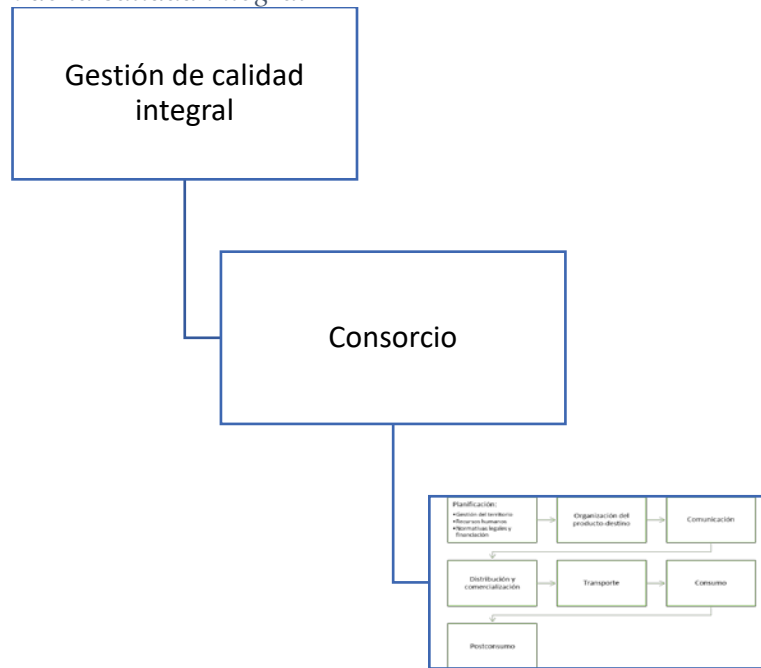 Gestión de calidad
integral
Consorcio
Planificación:
•Gestión del territorio
•Recursos humanos
•Normativas legales y
financiación
Organización del
producto-destino
Comunicación
Distribución y
comercialización
Transporte
Consumo
Postconsumo